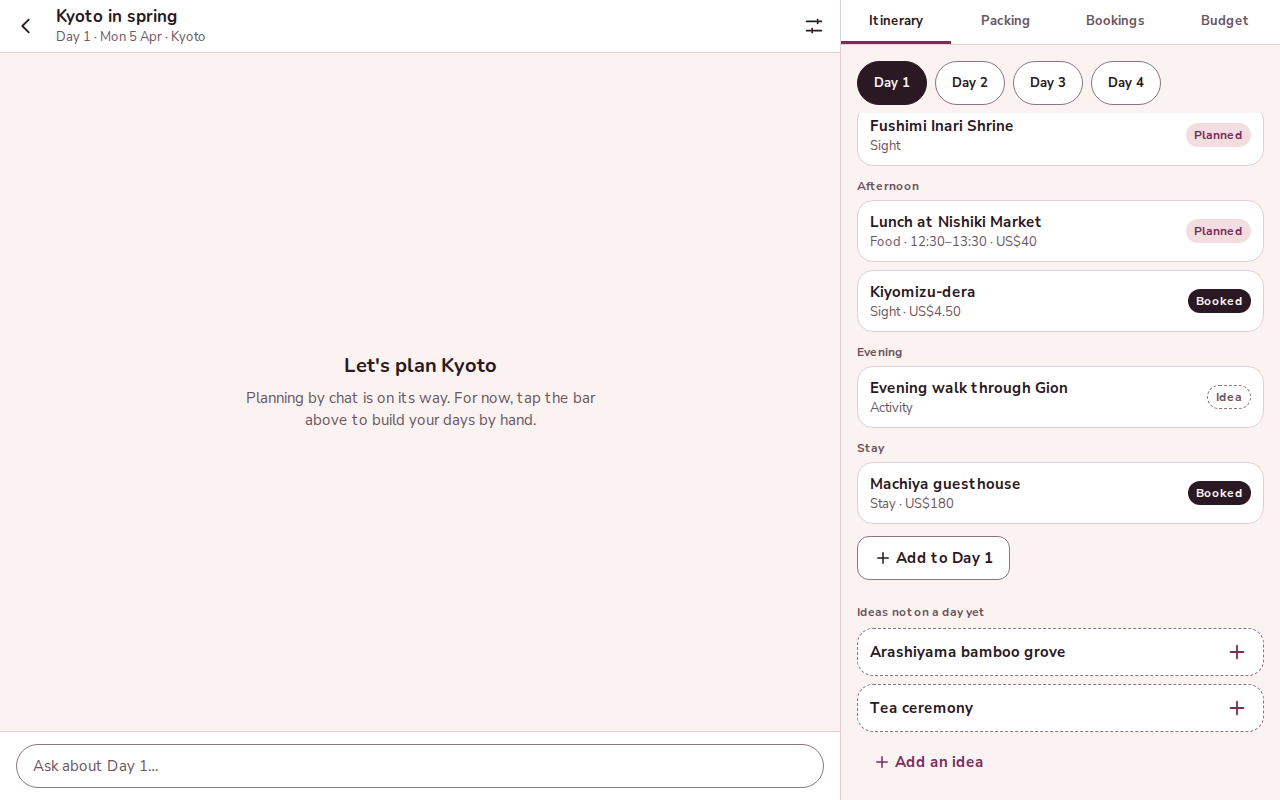 Kyoto in spring
Day 1 · Mon 5 Apr · Kyoto
Let's plan Kyoto
Planning by chat is on its way. For now, tap the bar
above to build your days by hand.
Ask about Day 1...
Itinerary
Packing
Bookings
Budget
Day 1
Day 2
Day 3
Day 4
Fushimi Inari Shrine
Sight
Planned
Afternoon
Lunch at Nishiki Market
Food · 12:30–13:30 · US$40
Planned
Kiyomizu-dera
Sight · US$4.50
Booked
Evening
Evening walk through Gion
Activity
Idea
Stay
Machiya guesthouse
Stay · US$180
Booked
Add to Day 1
Ideas not on a day yet
Arashiyama bamboo grove
Tea ceremony
Add an idea